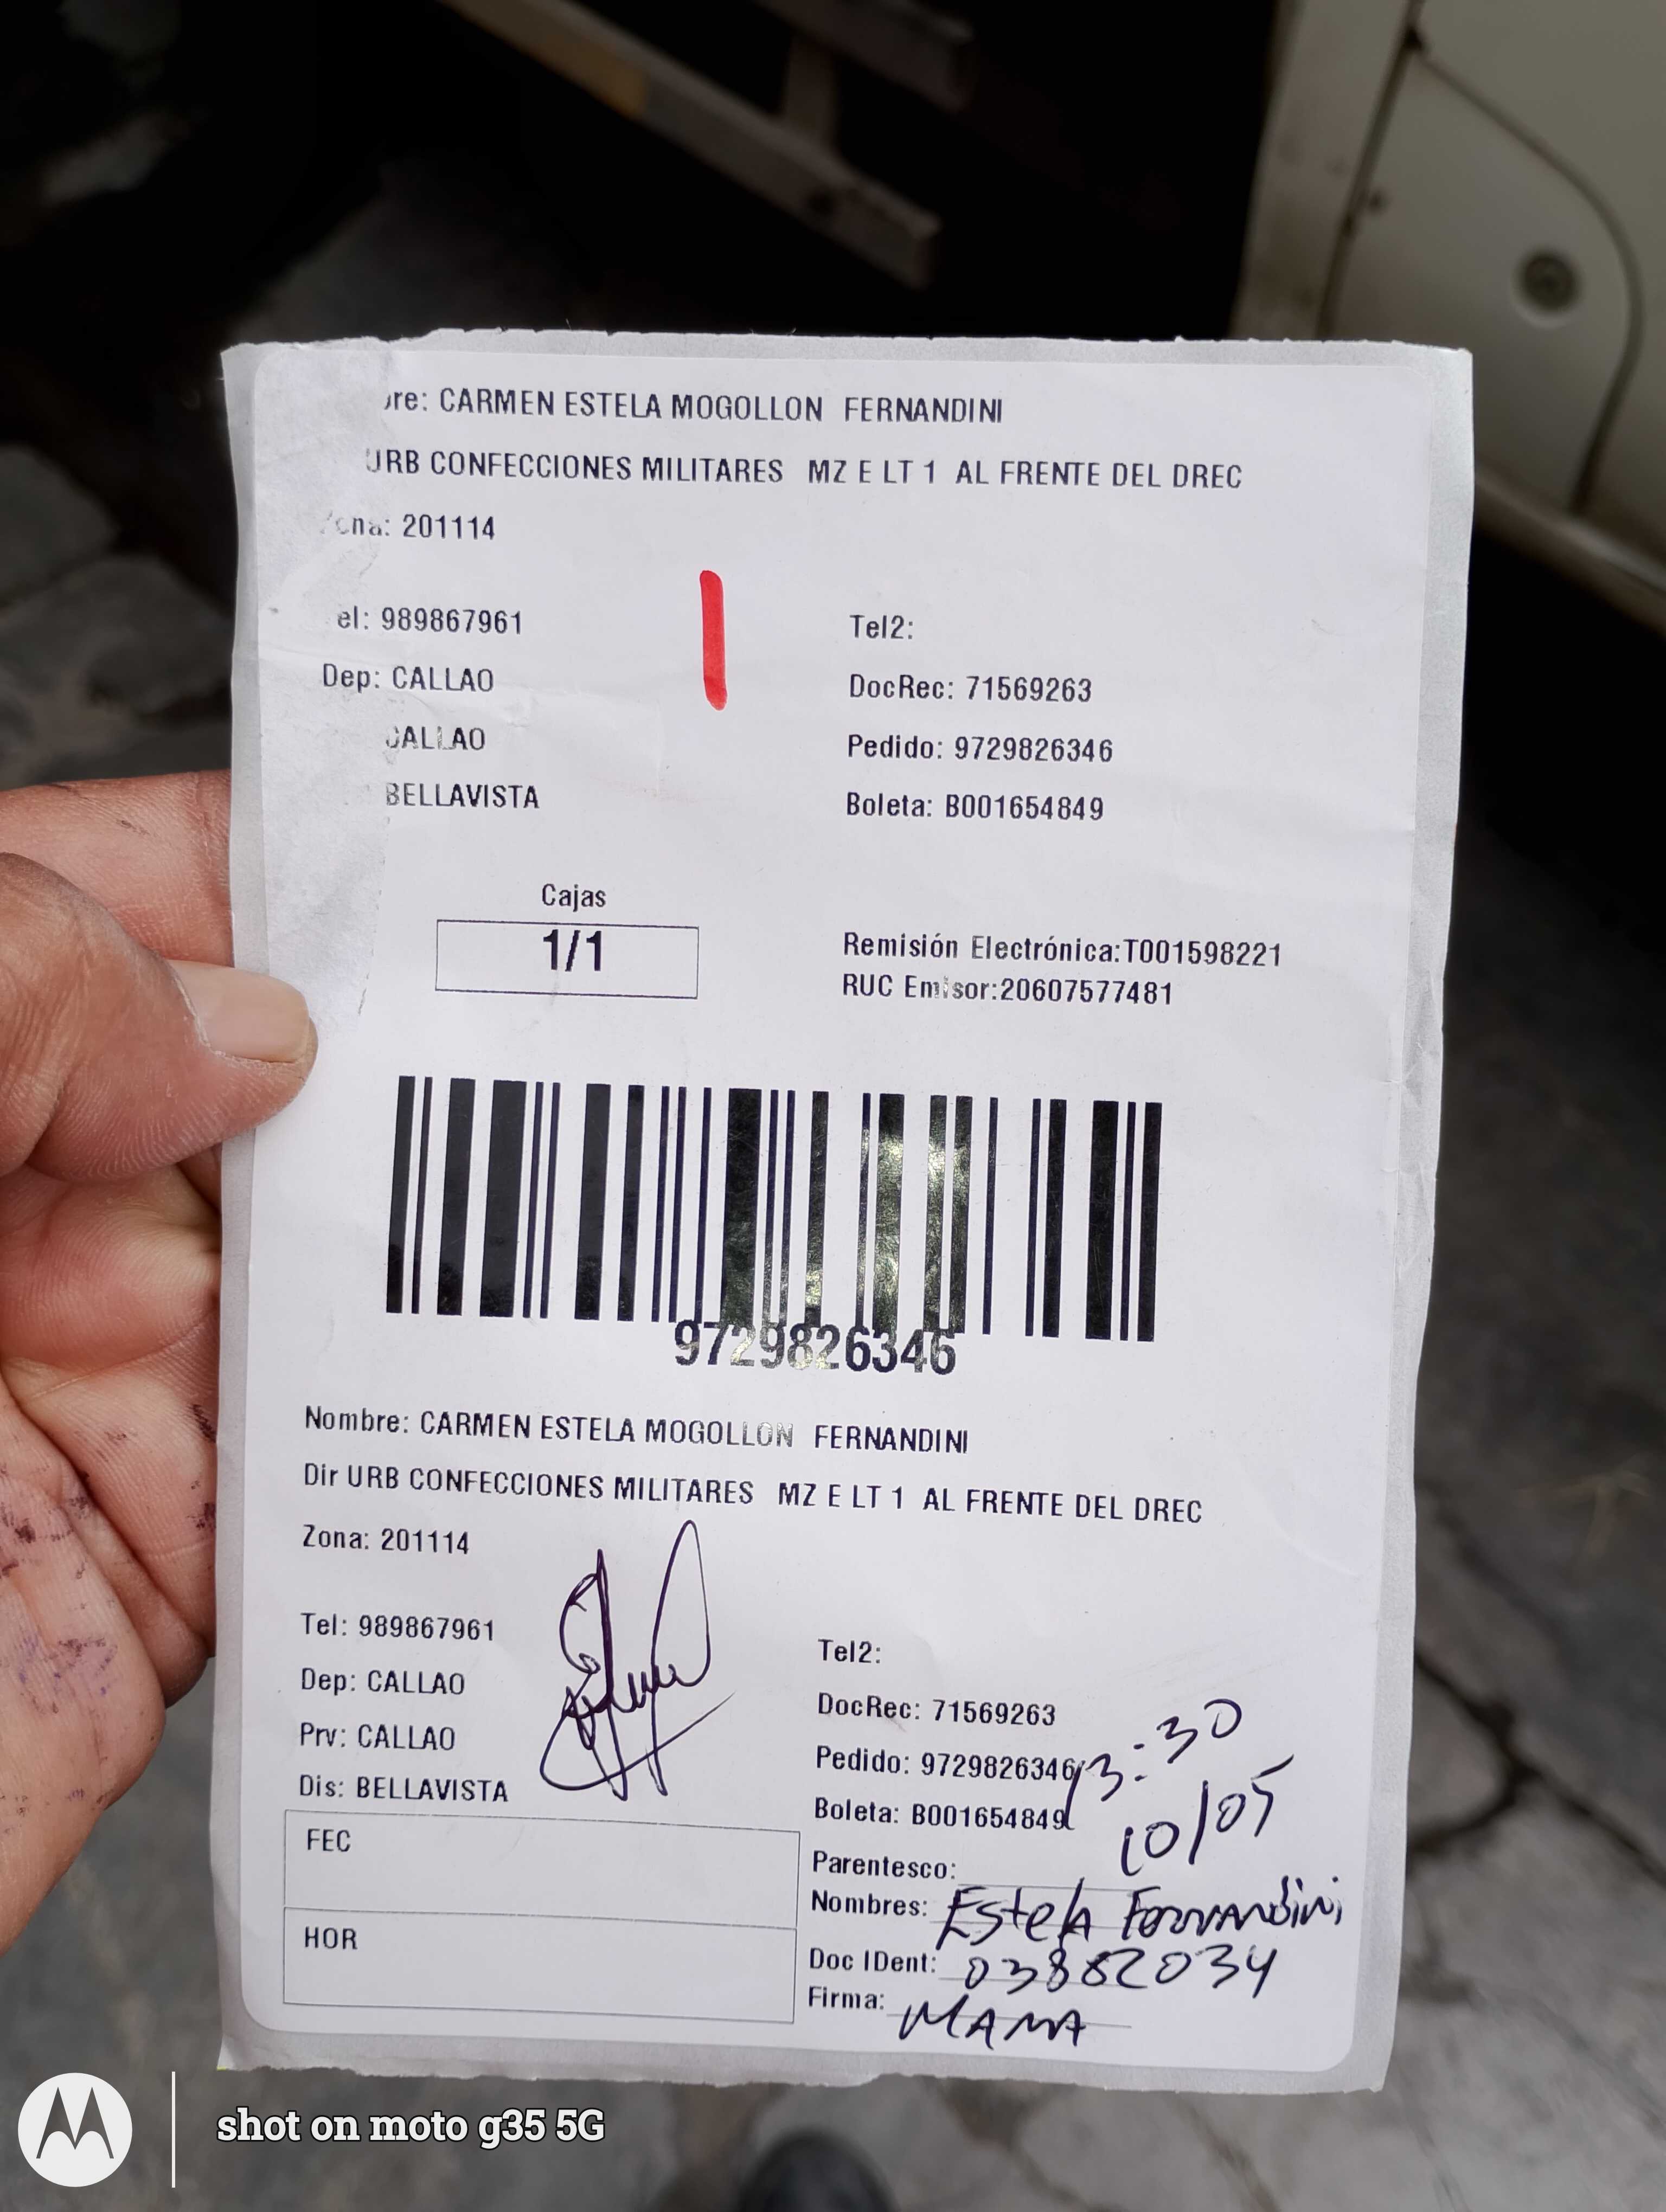 re: CARMEN ESTELA MOGOLLON FERNANDINI
URB CONFECCIONES MILITARES MZ E LT 1 AL FRENTE DEL DREC
ona: 201114
el: 989867961
Tel2:
Dep: CALLAO
DocRec: 71569263
CALLAO
Pedido: 9729826346
BELLAVISTA
Boleta: B001654849
Cajas
1/1
Remisión Electrónica:T001598221
RUC Emisor:20607577481
9729826346
Nombre: CARMEN ESTELA MOGOLLON FERNANDINI
Dir URB CONFECCIONES MILITARES MZ E LT 1 AL FRENTE DEL DREC
Zona: 201114
Tel: 989867961
Tel2:
Dep: CALLAO
DocRec: 71569263
Prv: CALLAO
Pedido: 9729826346
13:30
Dis: BELLAVISTA
Boleta: B001654849
10/05
FEC
Parentesco:
Nombres: Estela Fernandini
HOR
Doc IDent: 03882034
Firma: MAMA
shot on moto g35 5G